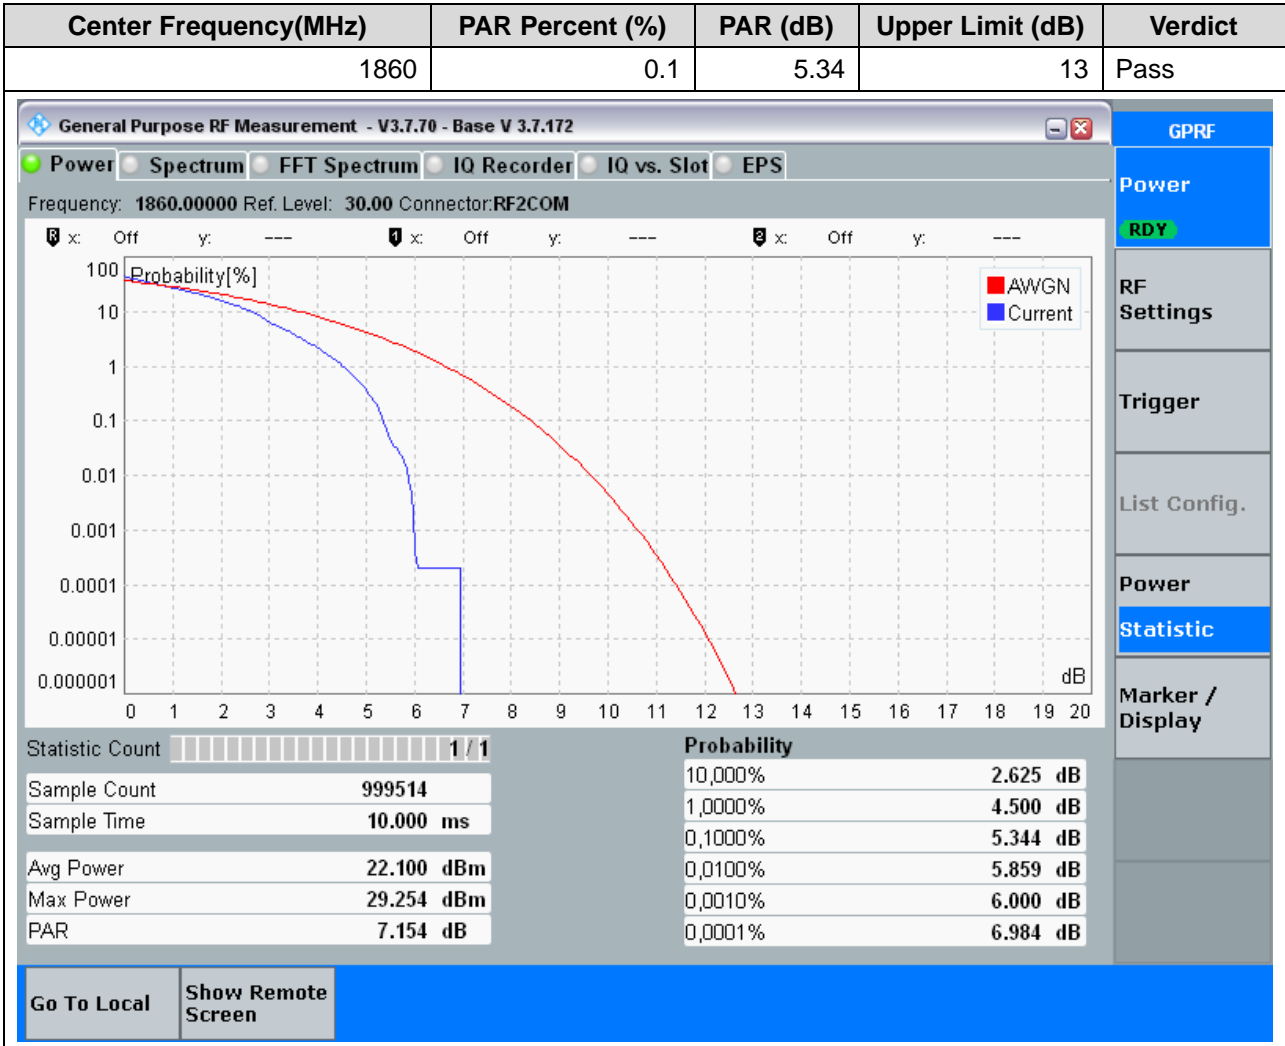 Center Frequency(MHz) PAR Percent (%) PAR (dB) Upper Limit (dB) Verdict
1860 0.1 5.34 13 Pass
General Purpose RF Measurement - V3.7.70 - Base V 3.7.172
GPRF
Power Spectrum FFT Spectrum IQ Recorder IQ vs. Slot EPS
Frequency: 1860.00000 Ref. Level: 30.00 Connector:RF2COM
R x: Off y: --- 1 x: Off y: --- 2 x: Off y: ---
Probability[%]
AWGN
Current
100
10
1
0.1
0.01
0.001
0.0001
0.00001
0.000001
dB
0 1 2 3 4 5 6 7 8 9 10 11 12 13 14 15 16 17 18 19 20
Statistic Count 1 / 1
Sample Count 999514
Sample Time 10.000 ms
Avg Power 22.100 dBm
Max Power 29.254 dBm
PAR 7.154 dB
Probability
10,000% 2.625 dB
1,0000% 4.500 dB
0,1000% 5.344 dB
0,0100% 5.859 dB
0,0010% 6.000 dB
0,0001% 6.984 dB
Power
RDY
RF
Settings
Trigger
List Config.
Power
Statistic
Marker /
Display
Go To Local
Show Remote
Screen